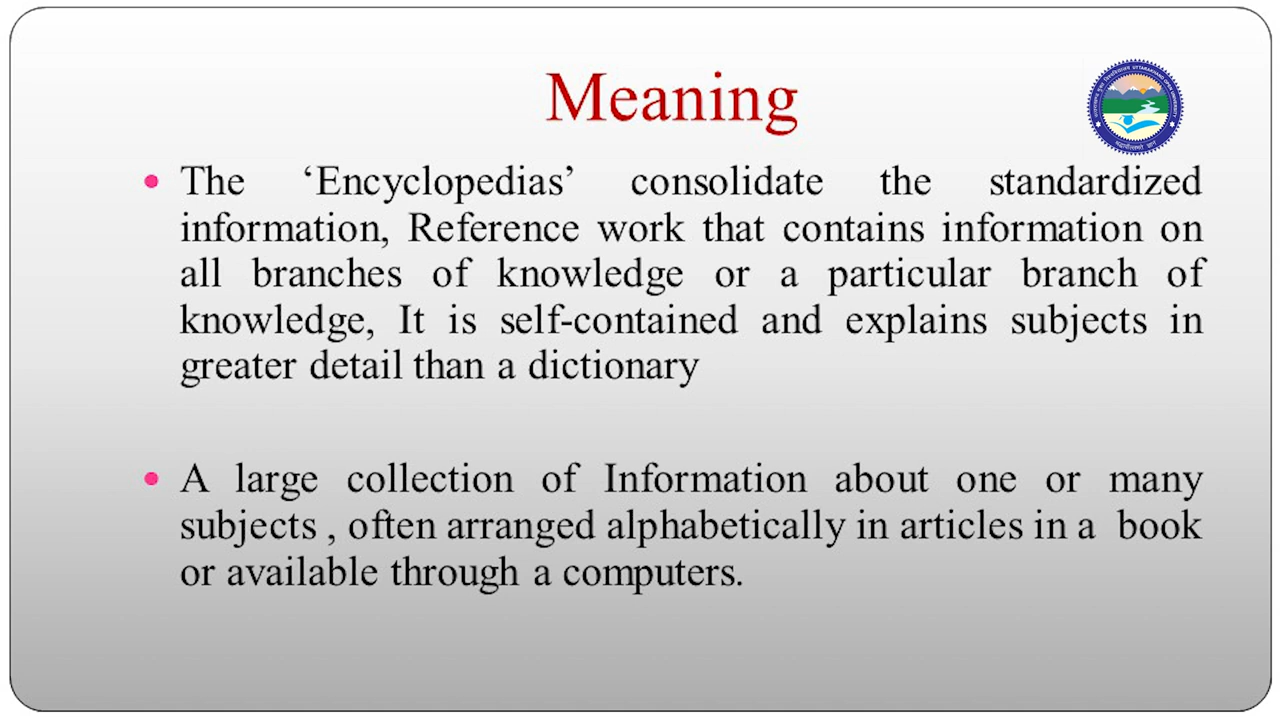 Meaning
The ‘Encyclopedias’ consolidate the standardized
information, Reference work that contains information on
all branches of knowledge or a particular branch of
knowledge, It is self-contained and explains subjects in
greater detail than a dictionary
A large collection of Information about one or many
subjects , often arranged alphabetically in articles in a book
or available through a computers.